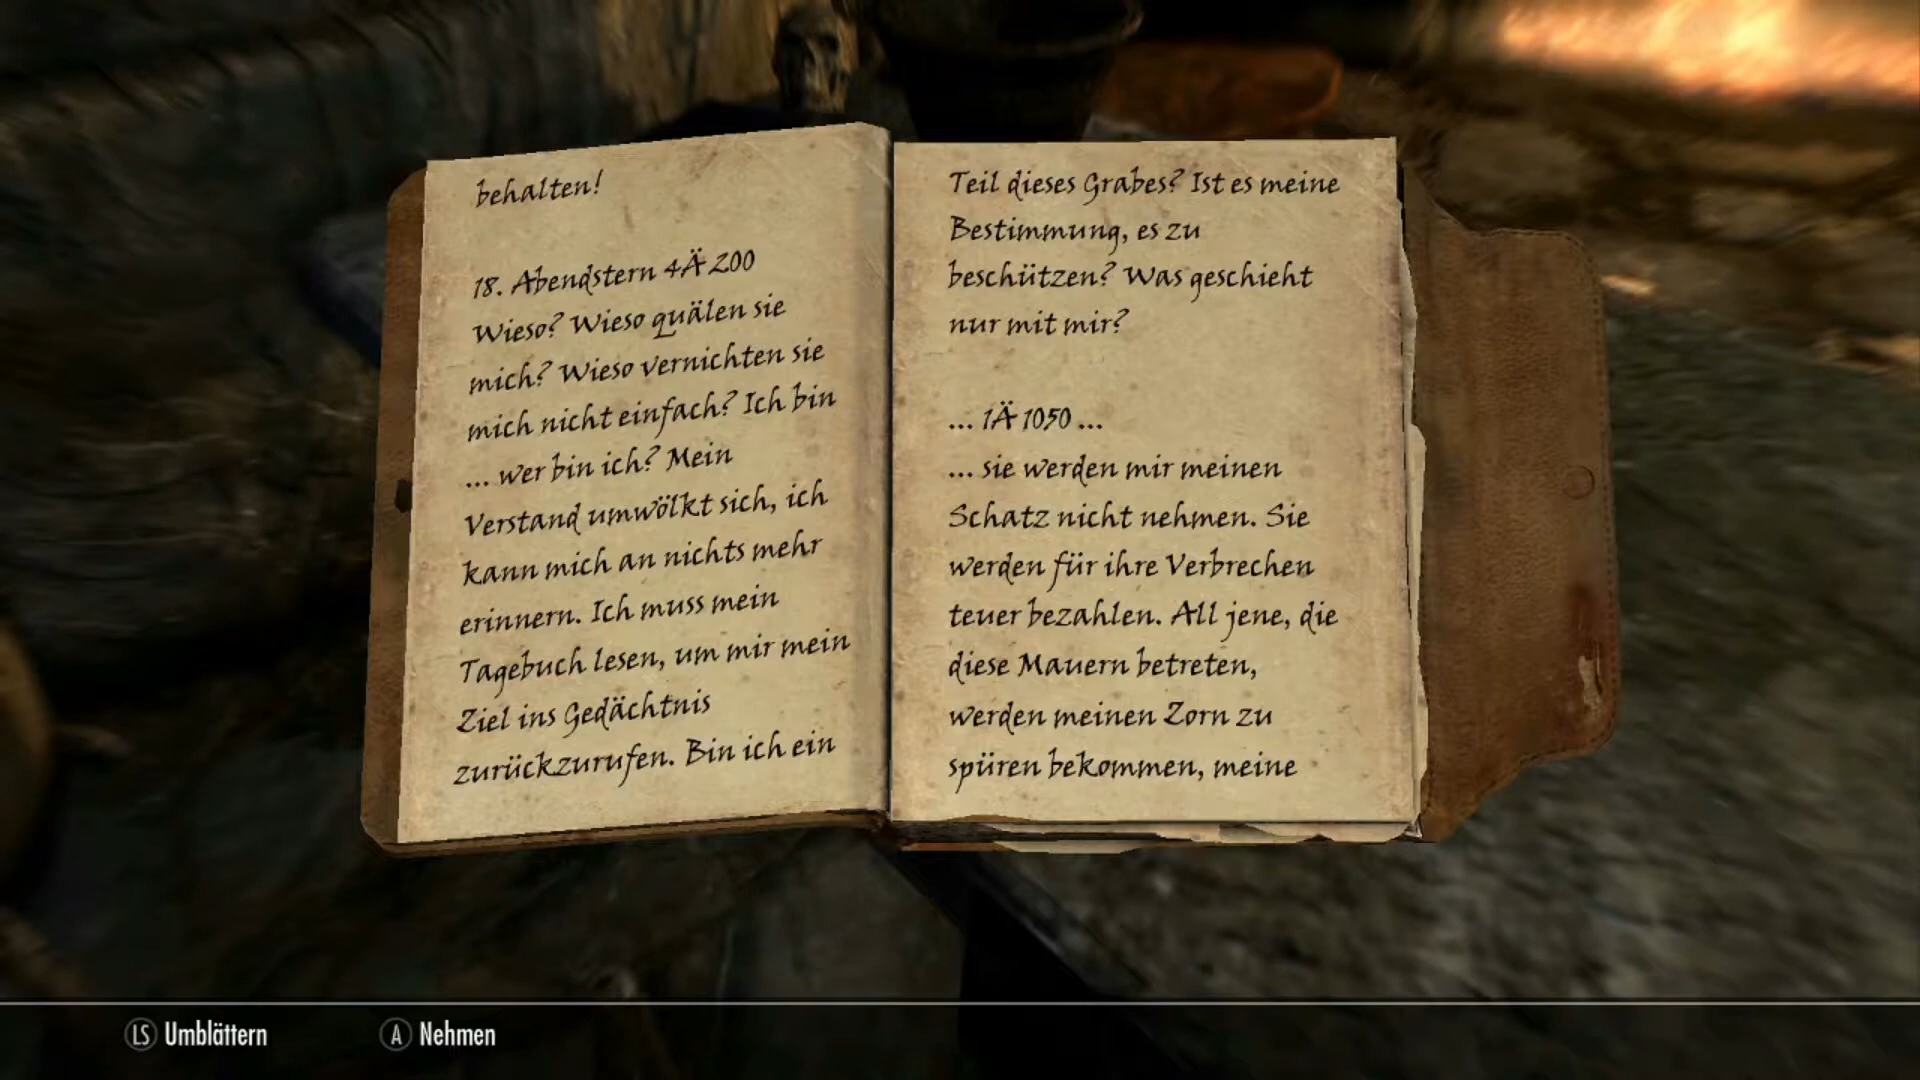 behalten!
18. Abendstern 4Ä 200
Wieso? Wieso quälen sie
mich? Wieso vernichten sie
mich nicht einfach? Ich bin
... wer bin ich? Mein
Verstand umwölkt sich, ich
kann mich an nichts mehr
erinnern. Ich muss mein
Tagebuch lesen, um mir mein
Ziel ins Gedächtnis
zurückzurufen. Bin ich ein
Teil dieses Grabes? Ist es meine
Bestimmung, es zu
beschützen? Was geschieht
nur mit mir?
... 1Ä 1050 ...
... sie werden mir meinen
Schatz nicht nehmen. Sie
werden für ihre Verbrechen
teuer bezahlen. All jene, die
diese Mauern betreten,
werden meinen Zorn zu
spüren bekommen, meine
LS Umblättern
A Nehmen